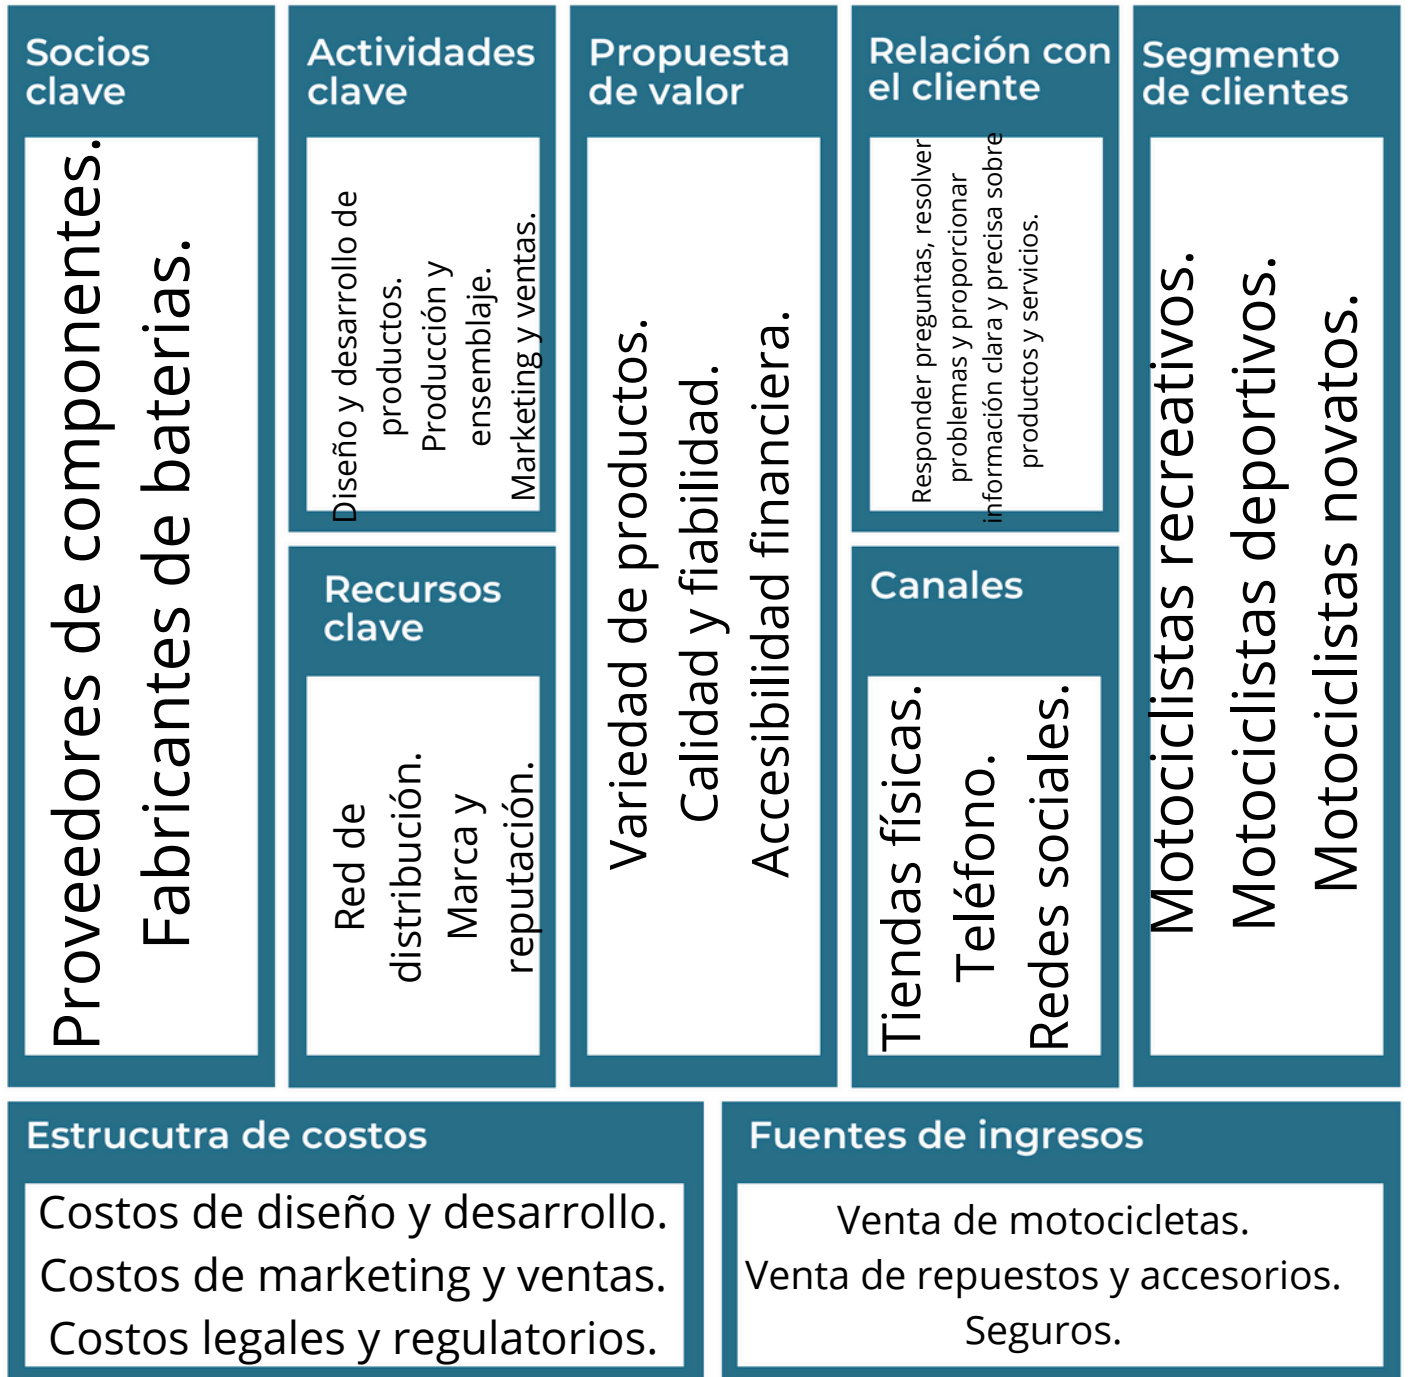 Socios
clave
Proveedores de componentes.
Fabricantes de baterias.
Actividades
clave
Diseño y desarrollo de
productos.
Producción y
ensemblaje.
Marketing y ventas.
Recursos
clave
Red de
distribución.
Marca y
reputación.
Propuesta
de valor
Variedad de productos.
Calidad y fiabilidad.
Accesibilidad financiera.
Relación con
el cliente
Responder preguntas, resolver
problemas y proporcionar
información clara y precisa sobre
productos y servicios.
Canales
Tiendas físicas.
Teléfono.
Redes sociales.
Segmento
de clientes
Motociclistas recreativos.
Motociclistas deportivos.
Motociclistas novatos.
Estrucutra de costos
Costos de diseño y desarrollo.
Costos de marketing y ventas.
Costos legales y regulatorios.
Fuentes de ingresos
Venta de motocicletas.
Venta de repuestos y accesorios.
Seguros.